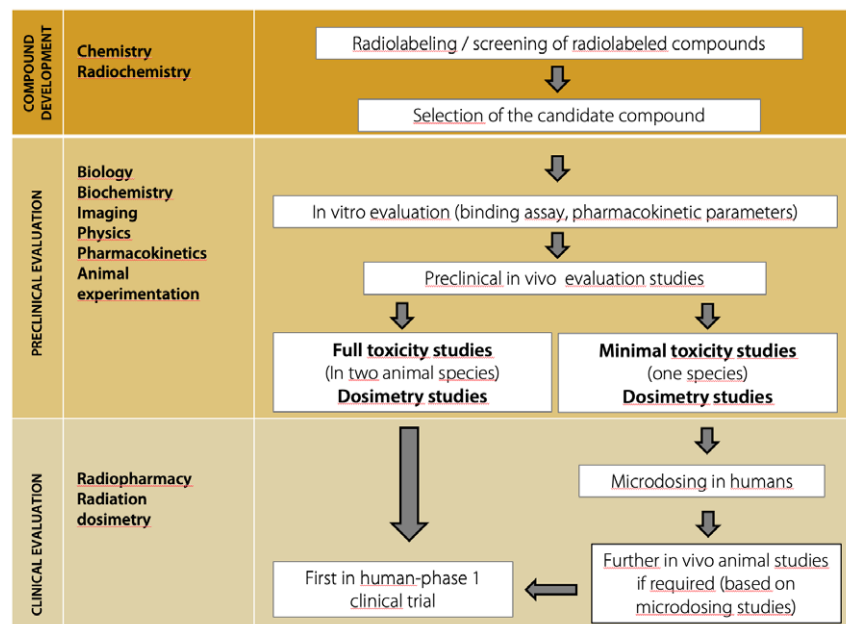 COMPOUND
DEVELOPMENT
Chemistry
Radiochemistry
Radiolabeling / screening of radiolabeled compounds
Selection of the candidate compound
PRECLINICAL EVALUATION
Biology
Biochemistry
Imaging
Physics
Pharmacokinetics
Animal
experimentation
In vitro evaluation (binding assay, pharmacokinetic parameters)
Preclinical in vivo evaluation studies
Full toxicity studies
(In two animal species)
Dosimetry studies
Minimal toxicity studies
(one species)
Dosimetry studies
CLINICAL EVALUATION
Radiopharmacy
Radiation
dosimetry
Microdosing in humans
Further in vivo animal studies
if required (based on
microdosing studies)
First in human-phase 1
clinical trial